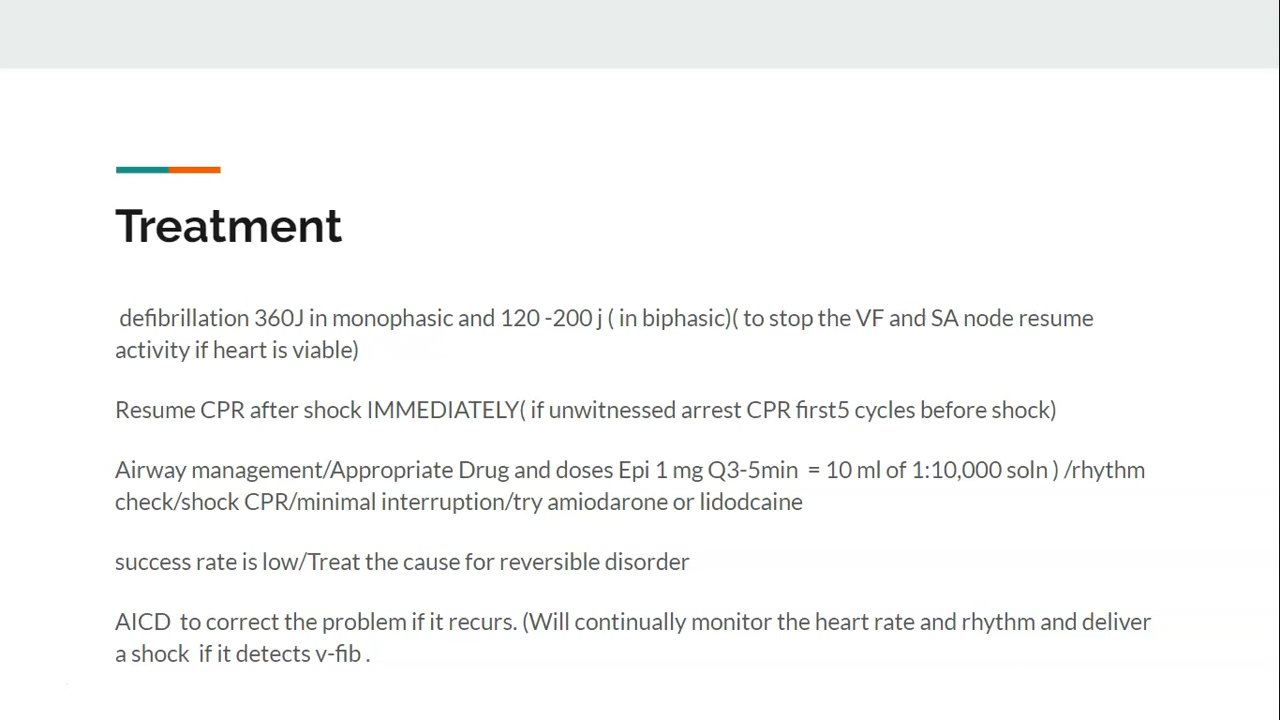 Treatment
defibrillation 360J in monophasic and 120 -200 j ( in biphasic)( to stop the VF and SA node resume
activity if heart is viable)
Resume CPR after shock IMMEDIATELY( if unwitnessed arrest CPR first5 cycles before shock)
Airway management/Appropriate Drug and doses Epi 1 mg Q3-5min  = 10 ml of 1:10,000 soln ) /rhythm
check/shock CPR/minimal interruption/try amiodarone or lidodcaine
success rate is low/Treat the cause for reversible disorder
AICD  to correct the problem if it recurs. (Will continually monitor the heart rate and rhythm and deliver
a shock  if it detects v-fib .